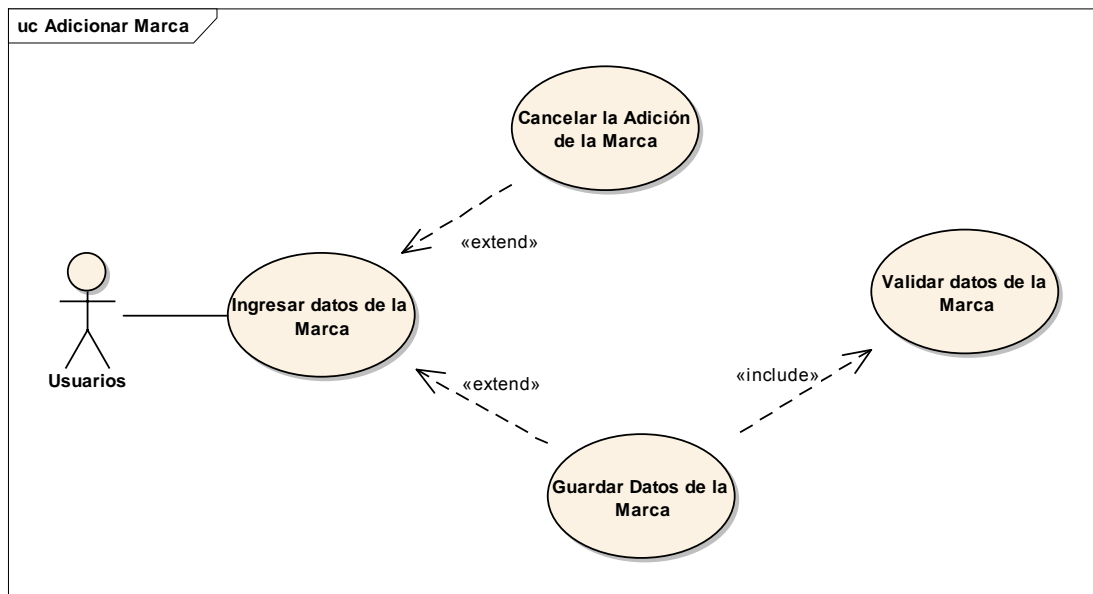 uc Adicionar Marca
Cancelar la Adición
de la Marca
«extend»
Ingresar datos de la
Marca
Validar datos de la
Marca
Usuarios
«extend»
«include»
Guardar Datos de la
Marca